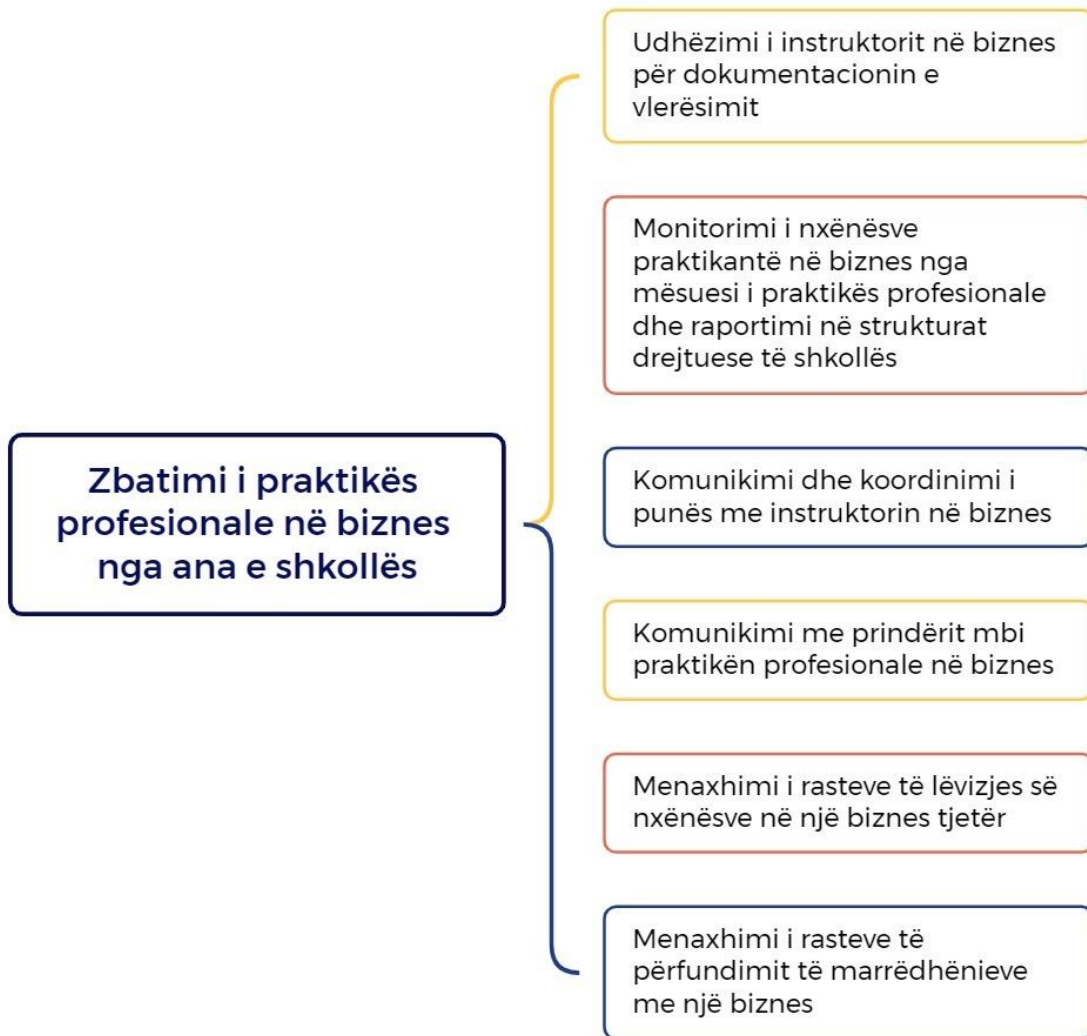 Udhëzimi i instruktorit në biznes
për dokumentacionin e
vlerësimit
Monitorimi i nxënësve
praktikantë në biznes nga
mësuesi i praktikës profesionale
dhe raportimi në strukturat
drejtuese të shkollës
Zbatimi i praktikës
profesionale në biznes
nga ana e shkollës
Komunikimi dhe koordinimi i
punës me instruktorin në biznes
Komunikimi me prindërit mbi
praktikën profesionale në biznes
Menaxhimi i rasteve të lëvizjes së
nxënësve në një biznes tjetër
Menaxhimi i rasteve të
përfundimit të marrëdhënieve
me një biznes